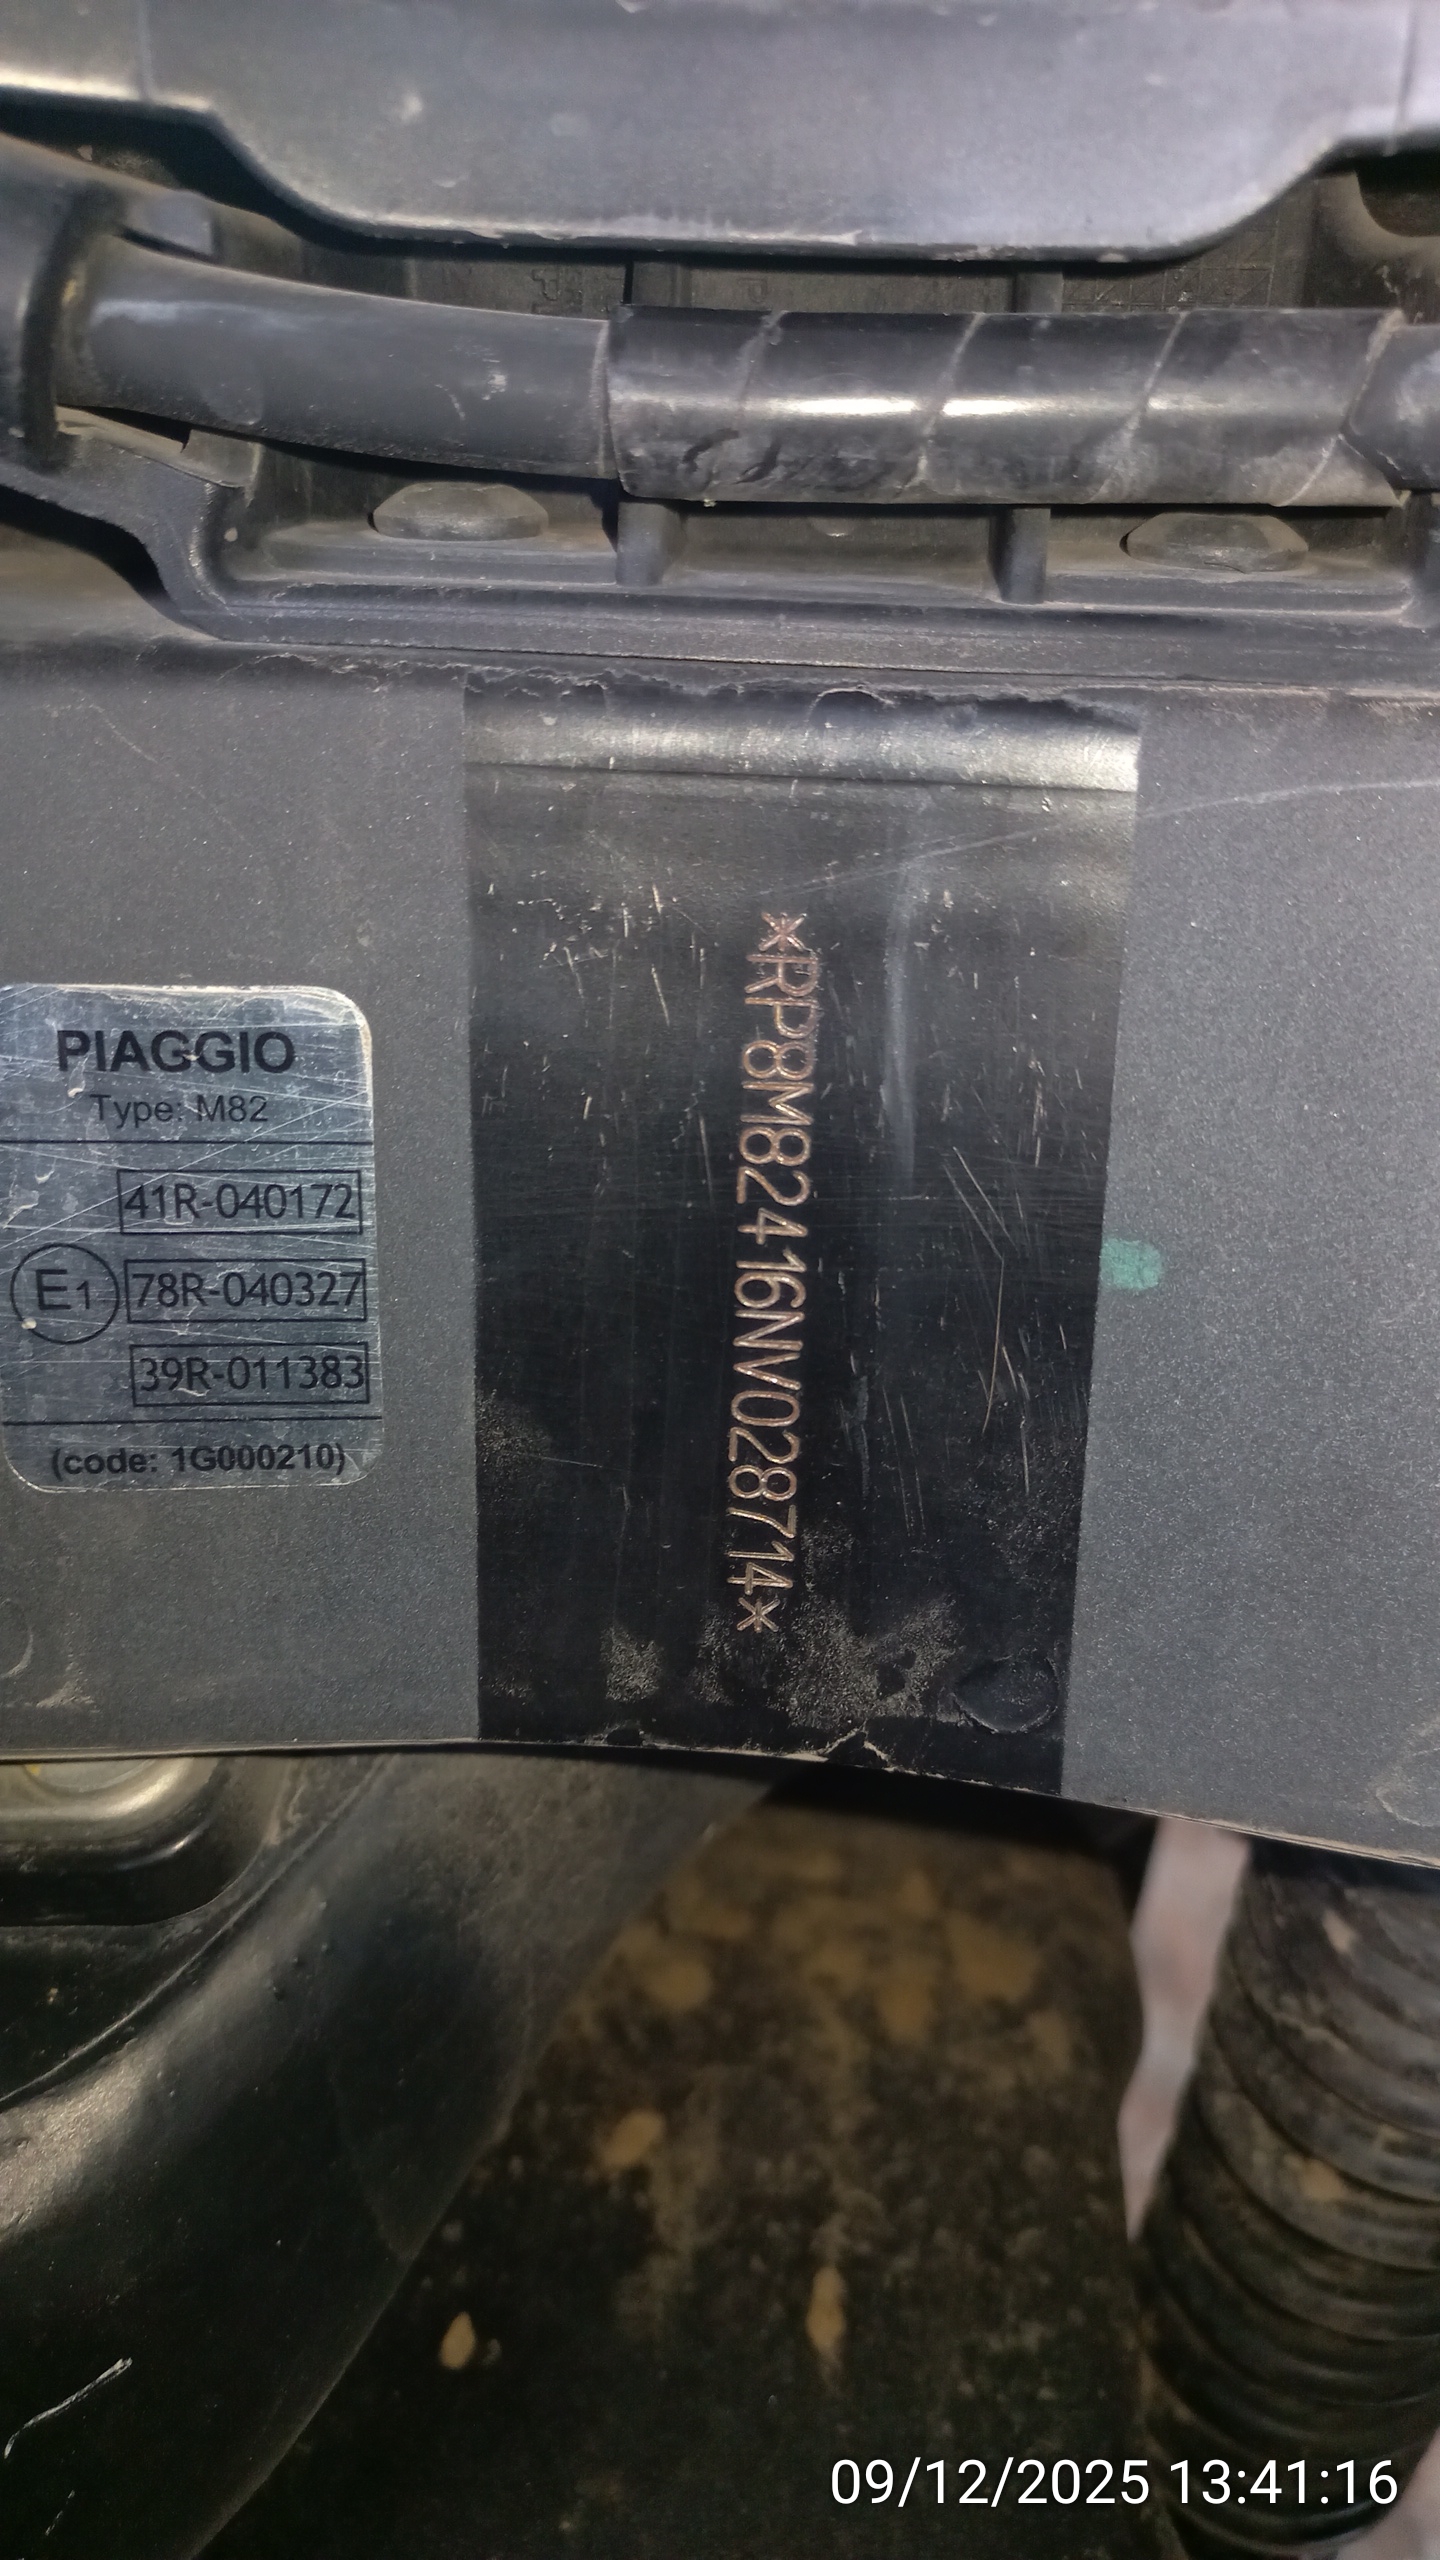 PIAGGIO
Type: M82
41R-040172
E1
78R-040327
39R-011383
(code: 1G000210)
*RP8M82416NV028714*
09/12/2025 13:41:16